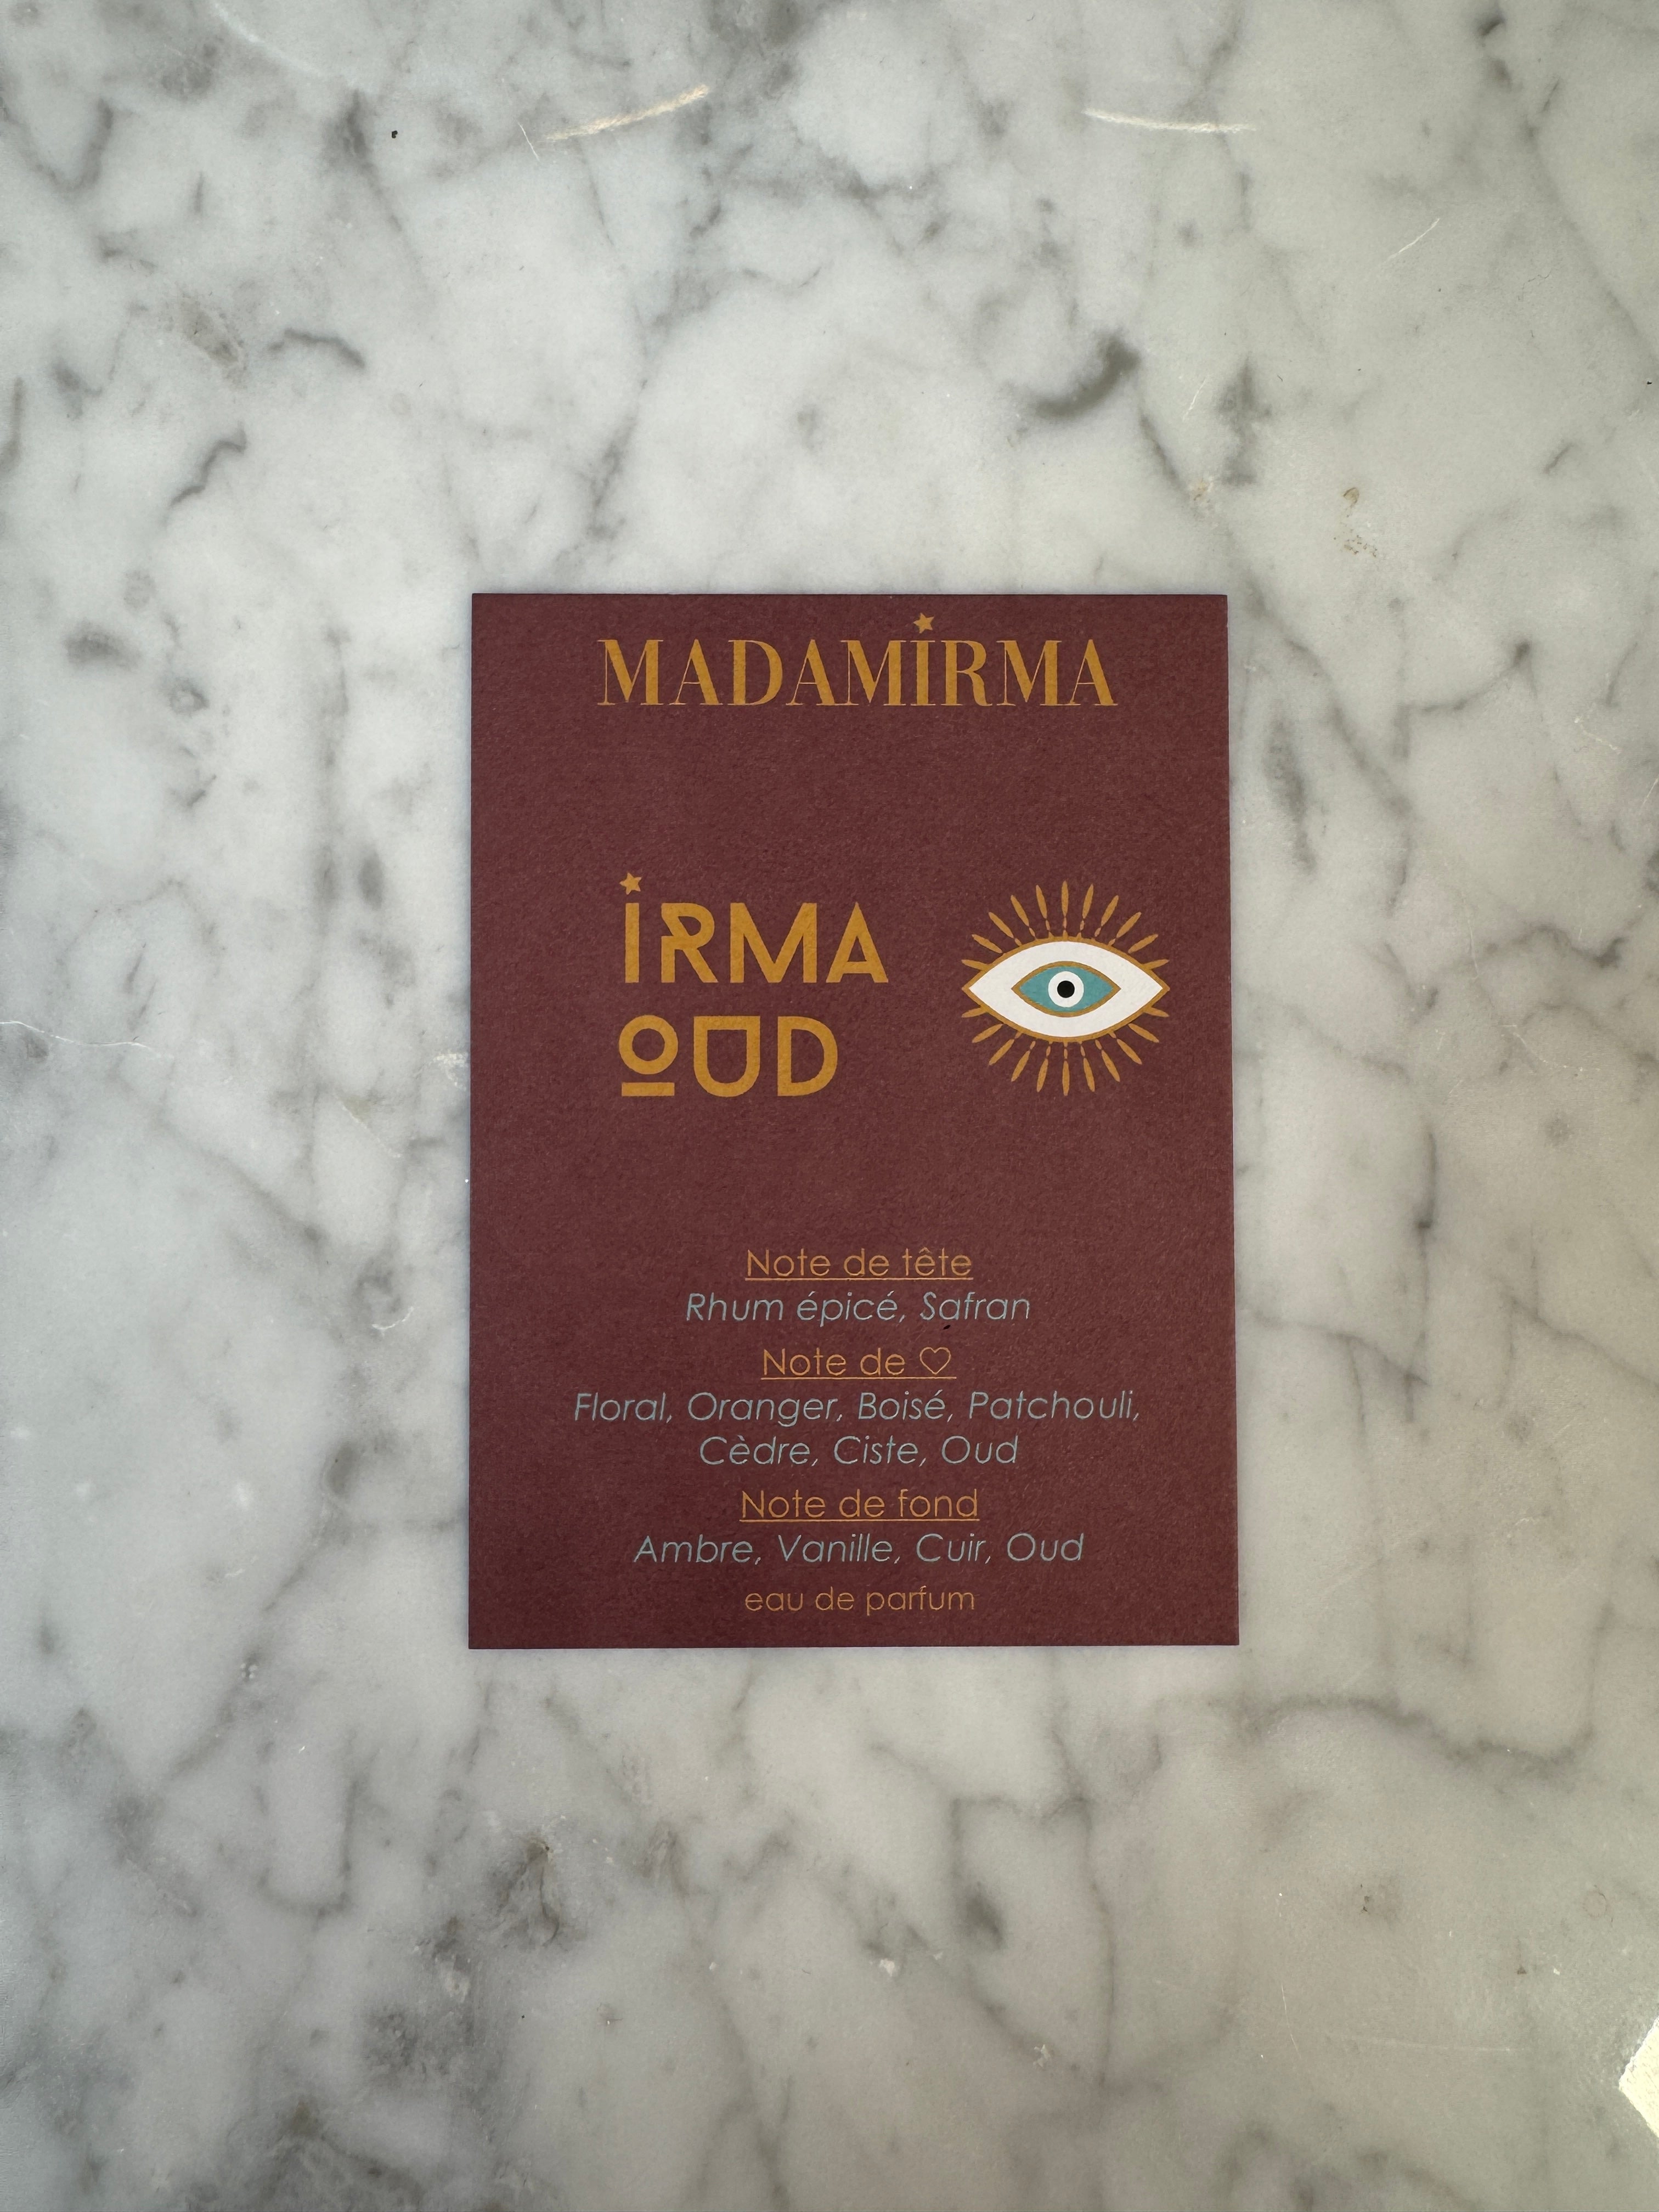 MADAMIRMA
IRMA
OUD
Note de tête
Rhum épicé, Safran
Note de ♡
Floral, Oranger, Boisé, Patchouli,
Cèdre, Ciste, Oud
Note de fond
Ambre, Vanille, Cuir, Oud
eau de parfum